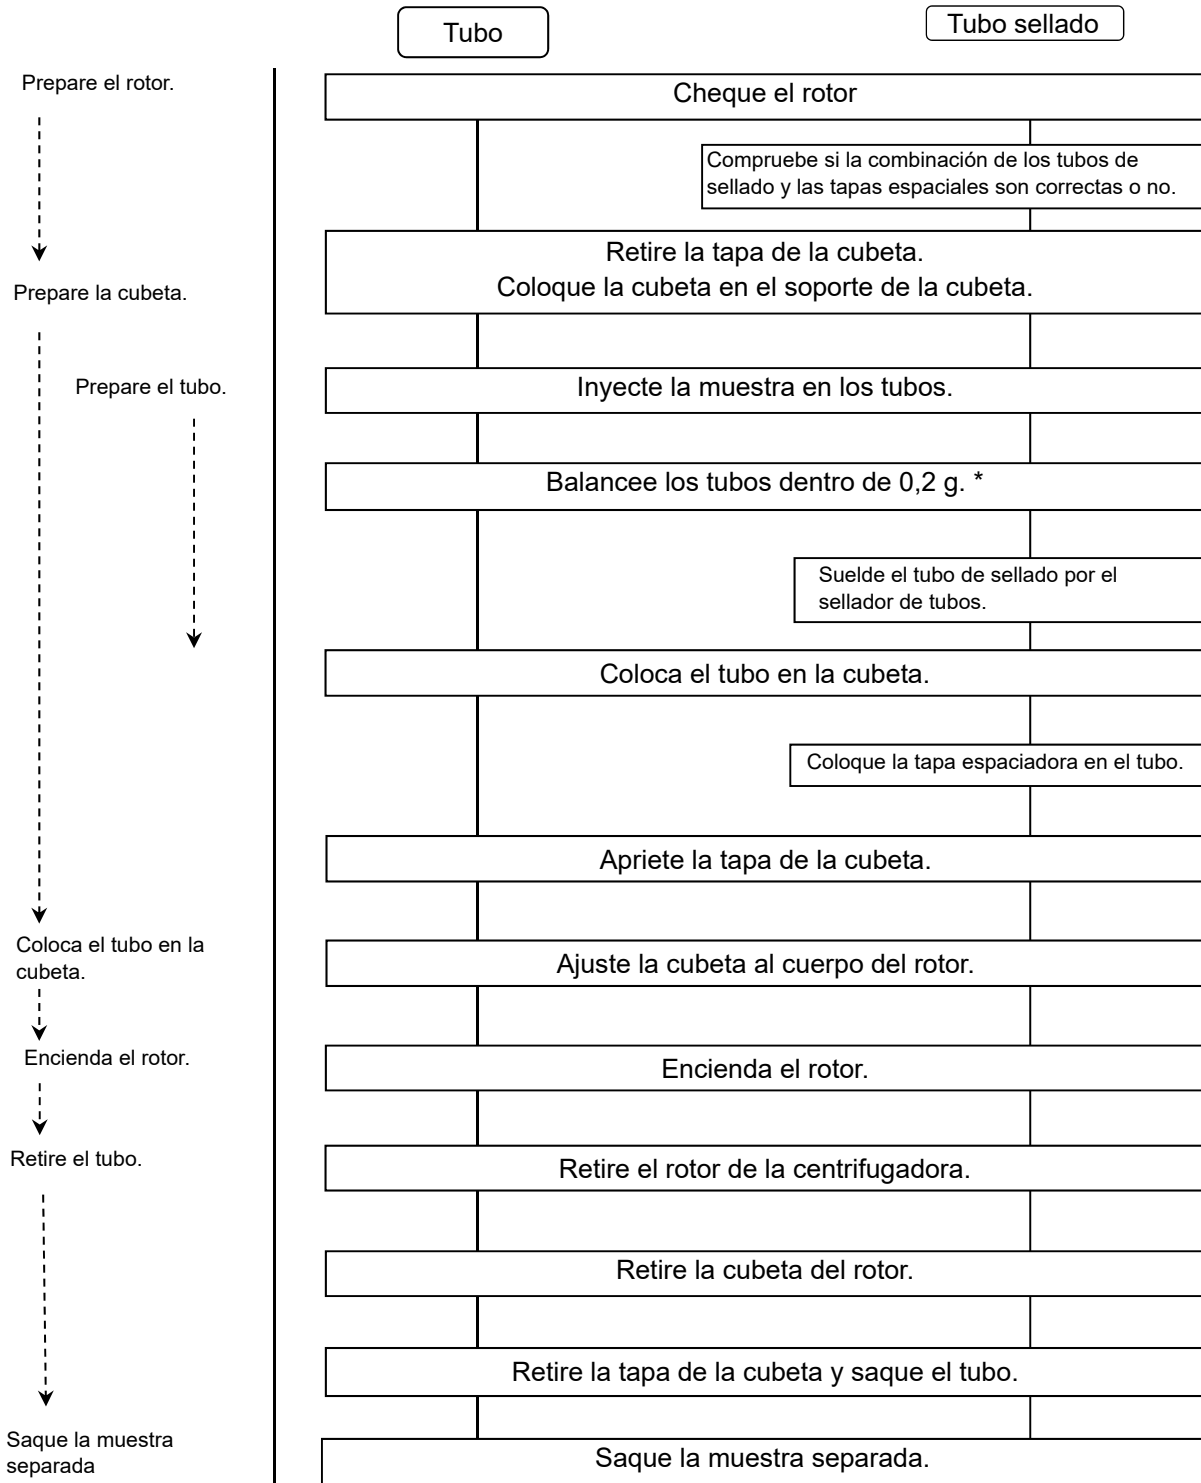 Tubo
Tubo sellado
Prepare el rotor.
Cheque el rotor
Compruebe si la combinación de los tubos de
sellado y las tapas espaciales son correctas o no.
Retire la tapa de la cubeta.
Coloque la cubeta en el soporte de la cubeta.
Prepare la cubeta.
Prepare el tubo.
Inyecte la muestra en los tubos.
Balancee los tubos dentro de 0,2 g. *
Suelde el tubo de sellado por el
sellador de tubos.
Coloca el tubo en la cubeta.
Coloque la tapa espaciadora en el tubo.
Apriete la tapa de la cubeta.
Coloca el tubo en la
cubeta.
Ajuste la cubeta al cuerpo del rotor.
Encienda el rotor.
Encienda el rotor.
Retire el tubo.
Retire el rotor de la centrifugadora.
Retire la cubeta del rotor.
Retire la tapa de la cubeta y saque el tubo.
Saque la muestra
separada
Saque la muestra separada.